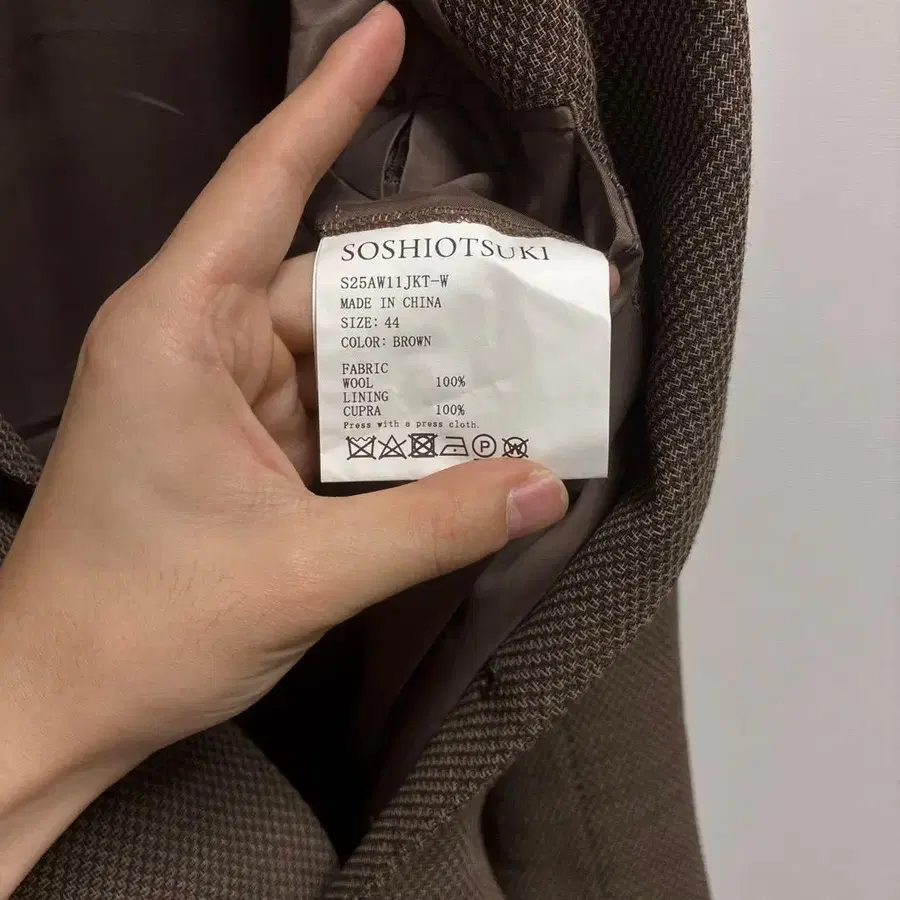 SOSHIOTSUKI
S25AW11JKT-W
MADE IN CHINA
SIZE: 44
COLOR: BROWN
FABRIC
WOOL 100%
LINING
CUPRA 100%
Press with a press cloth.
P W